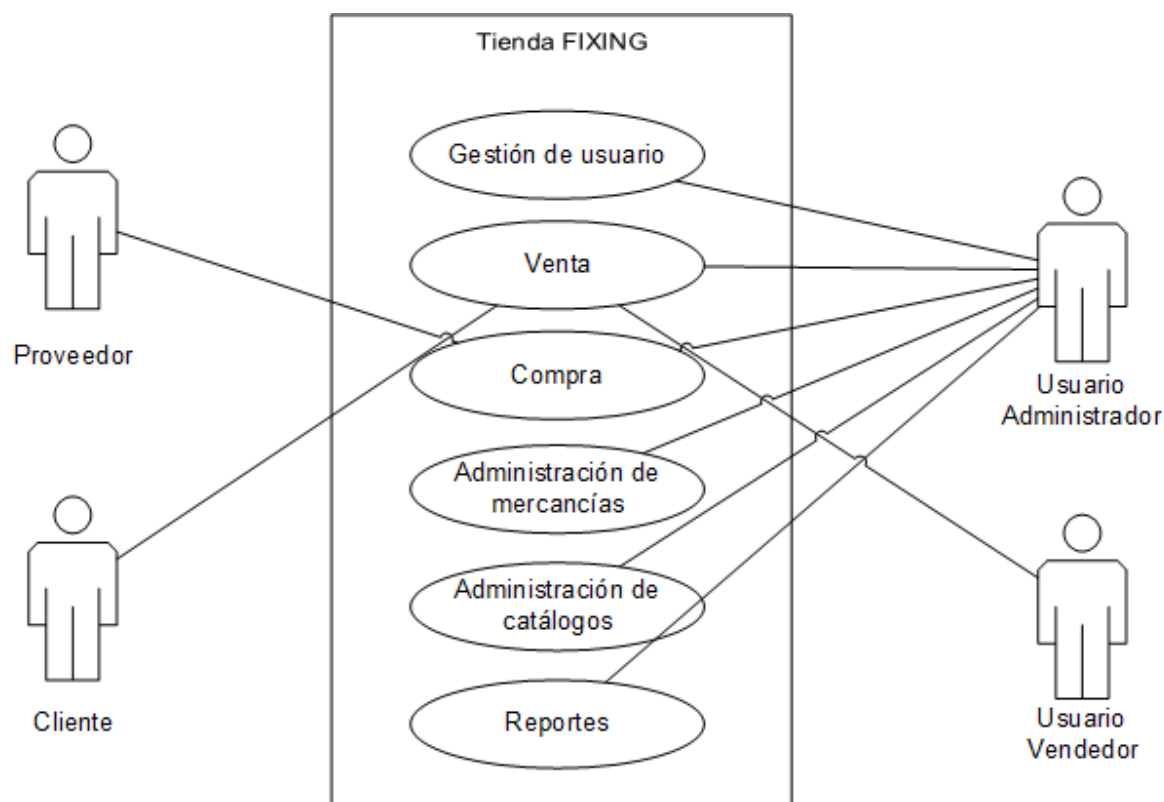 Tienda FIXING
Gestión de usuario
Venta
Compra
Administración de
mercancías
Administración de
catálogos
Reportes
Proveedor
Cliente
Usuario
Administrador
Usuario
Vendedor